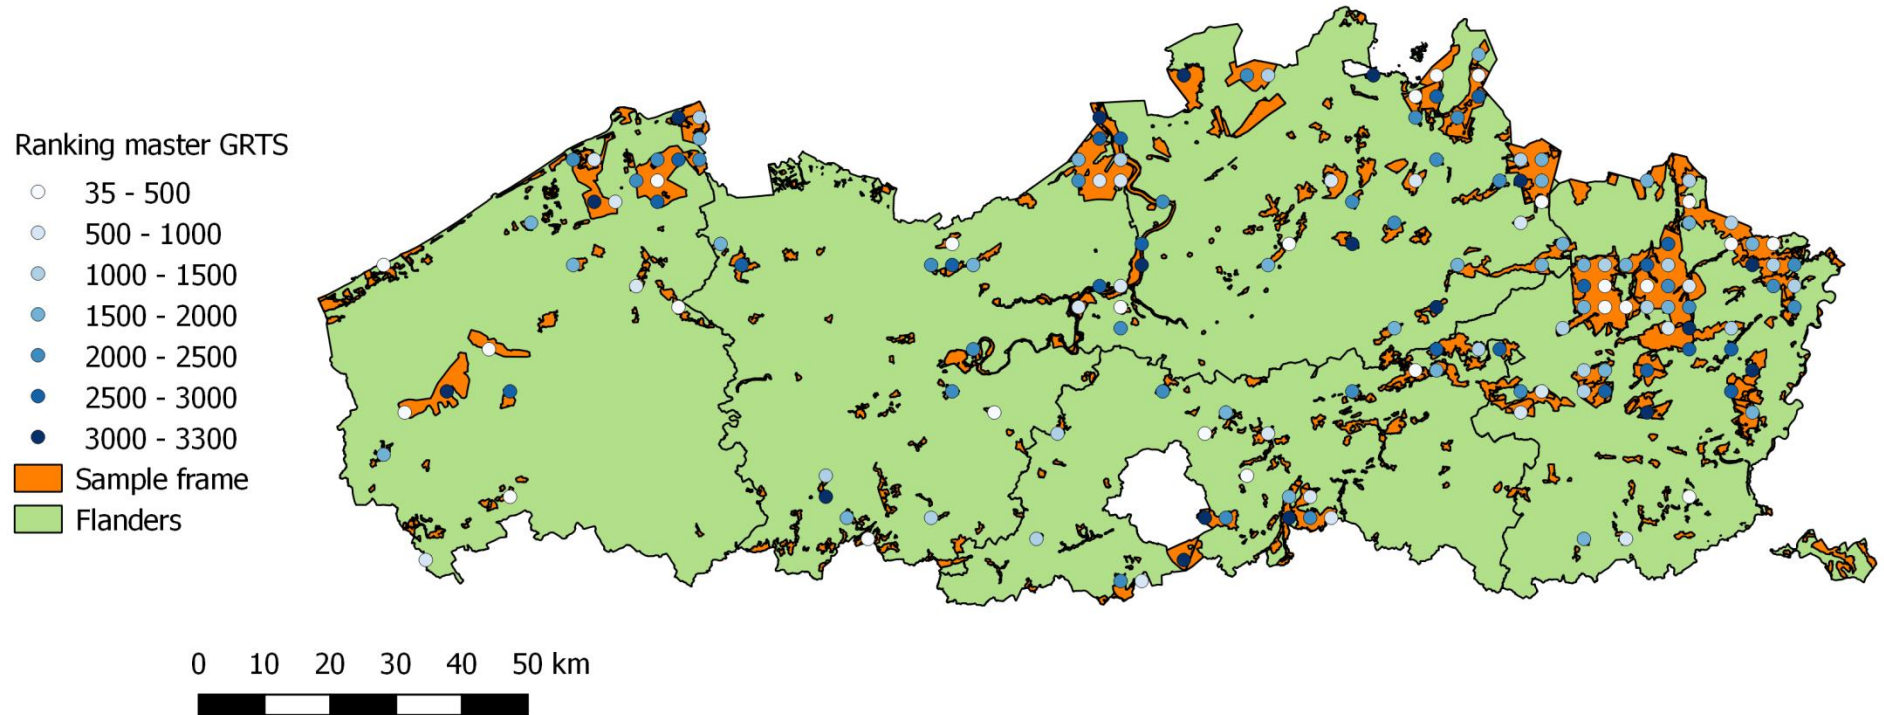 Ranking master GRTS
35 - 500
500 - 1000
1000 - 1500
1500 - 2000
2000 - 2500
2500 - 3000
3000 - 3300
Sample frame
Flanders
0 10 20 30 40 50 km